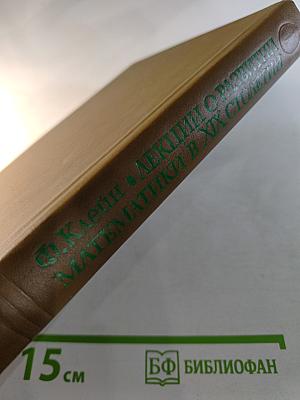 Ф. Клейн • ЛЕКЦИИ О РАЗВИТИИ
МАТЕМАТИКИ В XIX СТОЛЕТИИ
15 см
БФ БИБЛИОФАН